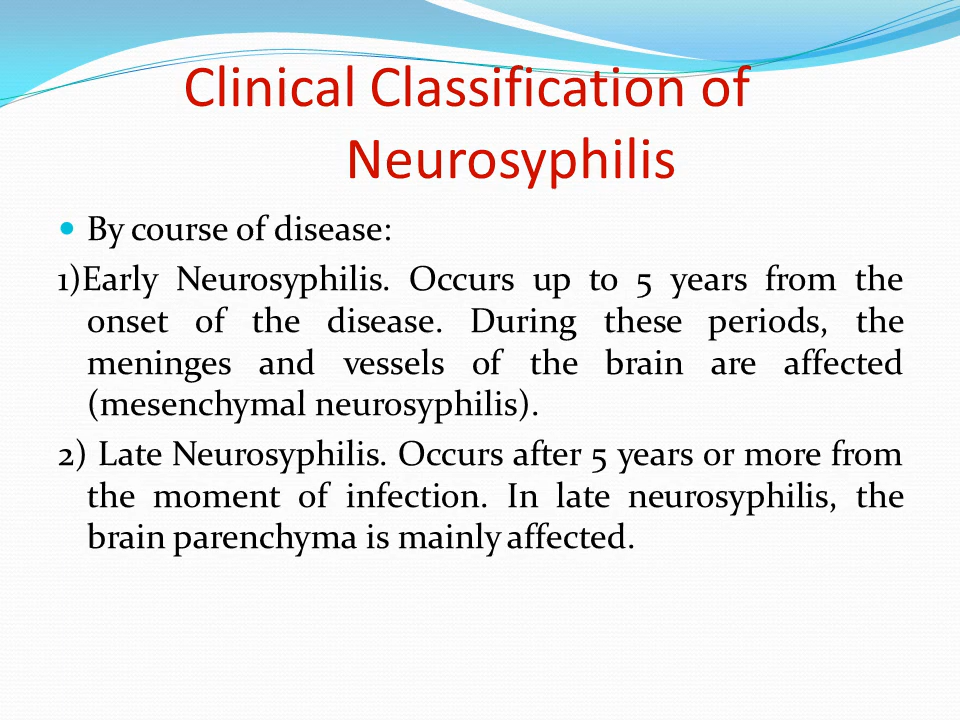 Clinical Classification of
Neurosyphilis
By course of disease:
1)Early Neurosyphilis. Occurs up to 5 years from the
onset of the disease. During these periods, the
meninges and vessels of the brain are affected
(mesenchymal neurosyphilis).
2) Late Neurosyphilis. Occurs after 5 years or more from
the moment of infection. In late neurosyphilis, the
brain parenchyma is mainly affected.